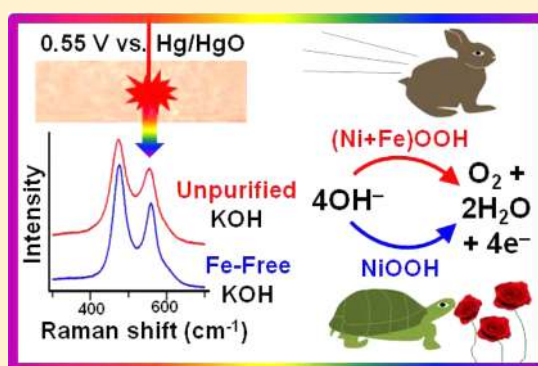 0.55 V vs. Hg/HgO
Intensity
Unpurified
KOH
Fe-Free
KOH
400
600
Raman shift (cm⁻¹)
(Ni+Fe)OOH
4OH⁻
O₂ +
2H₂O
+ 4e⁻
NiOOH